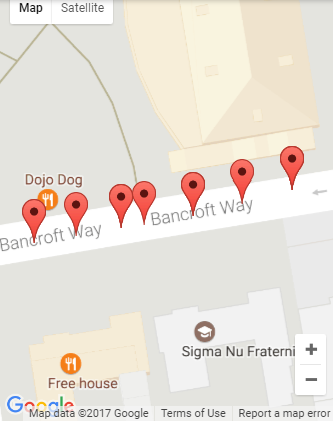 Map Satellite
Dojo Dog
Bancroft Way
Bancroft Way
Sigma Nu Fraterni
Free house
Google
Map data ©2017 Google Terms of Use Report a map error